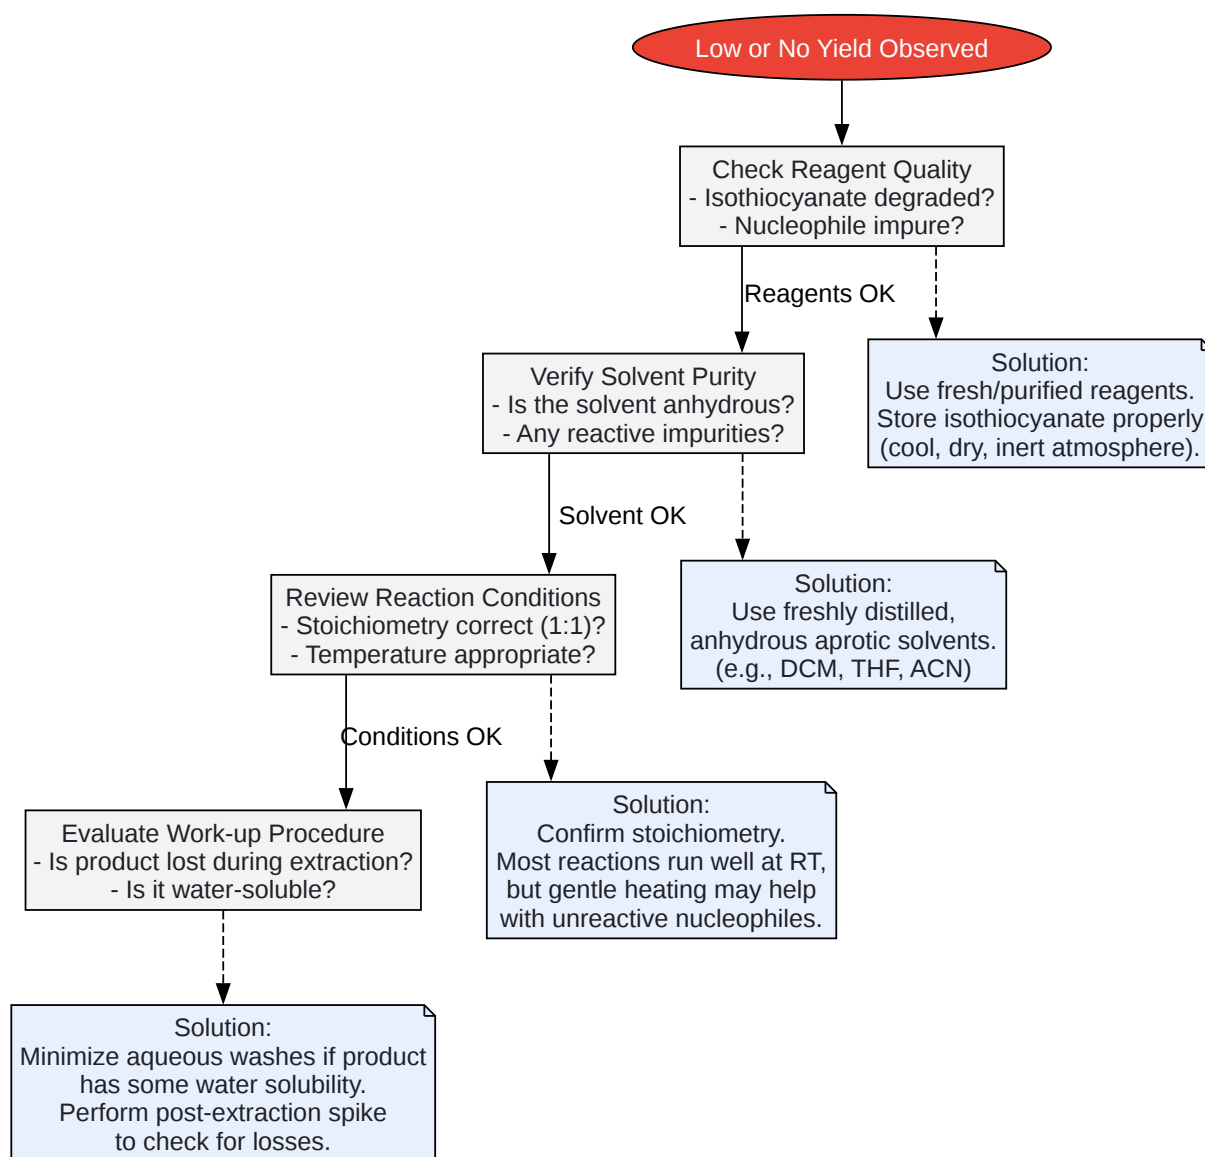 Low or No Yield Observed
Check Reagent Quality
- Isothiocyanate degraded?
- Nucleophile impure?
Reagents OK
Verify Solvent Purity
- Is the solvent anhydrous?
- Any reactive impurities?
Solution:
Use fresh/purified reagents.
Store isothiocyanate properly
(cool, dry, inert atmosphere).
Solvent OK
Review Reaction Conditions
- Stoichiometry correct (1:1)?
- Temperature appropriate?
Solution:
Use freshly distilled,
anhydrous aprotic solvents.
(e.g., DCM, THF, ACN)
Conditions OK
Evaluate Work-up Procedure
- Is product lost during extraction?
- Is it water-soluble?
Solution:
Confirm stoichiometry.
Most reactions run well at RT,
but gentle heating may help
with unreactive nucleophiles.
Solution:
Minimize aqueous washes if product
has some water solubility.
Perform post-extraction spike
to check for losses.